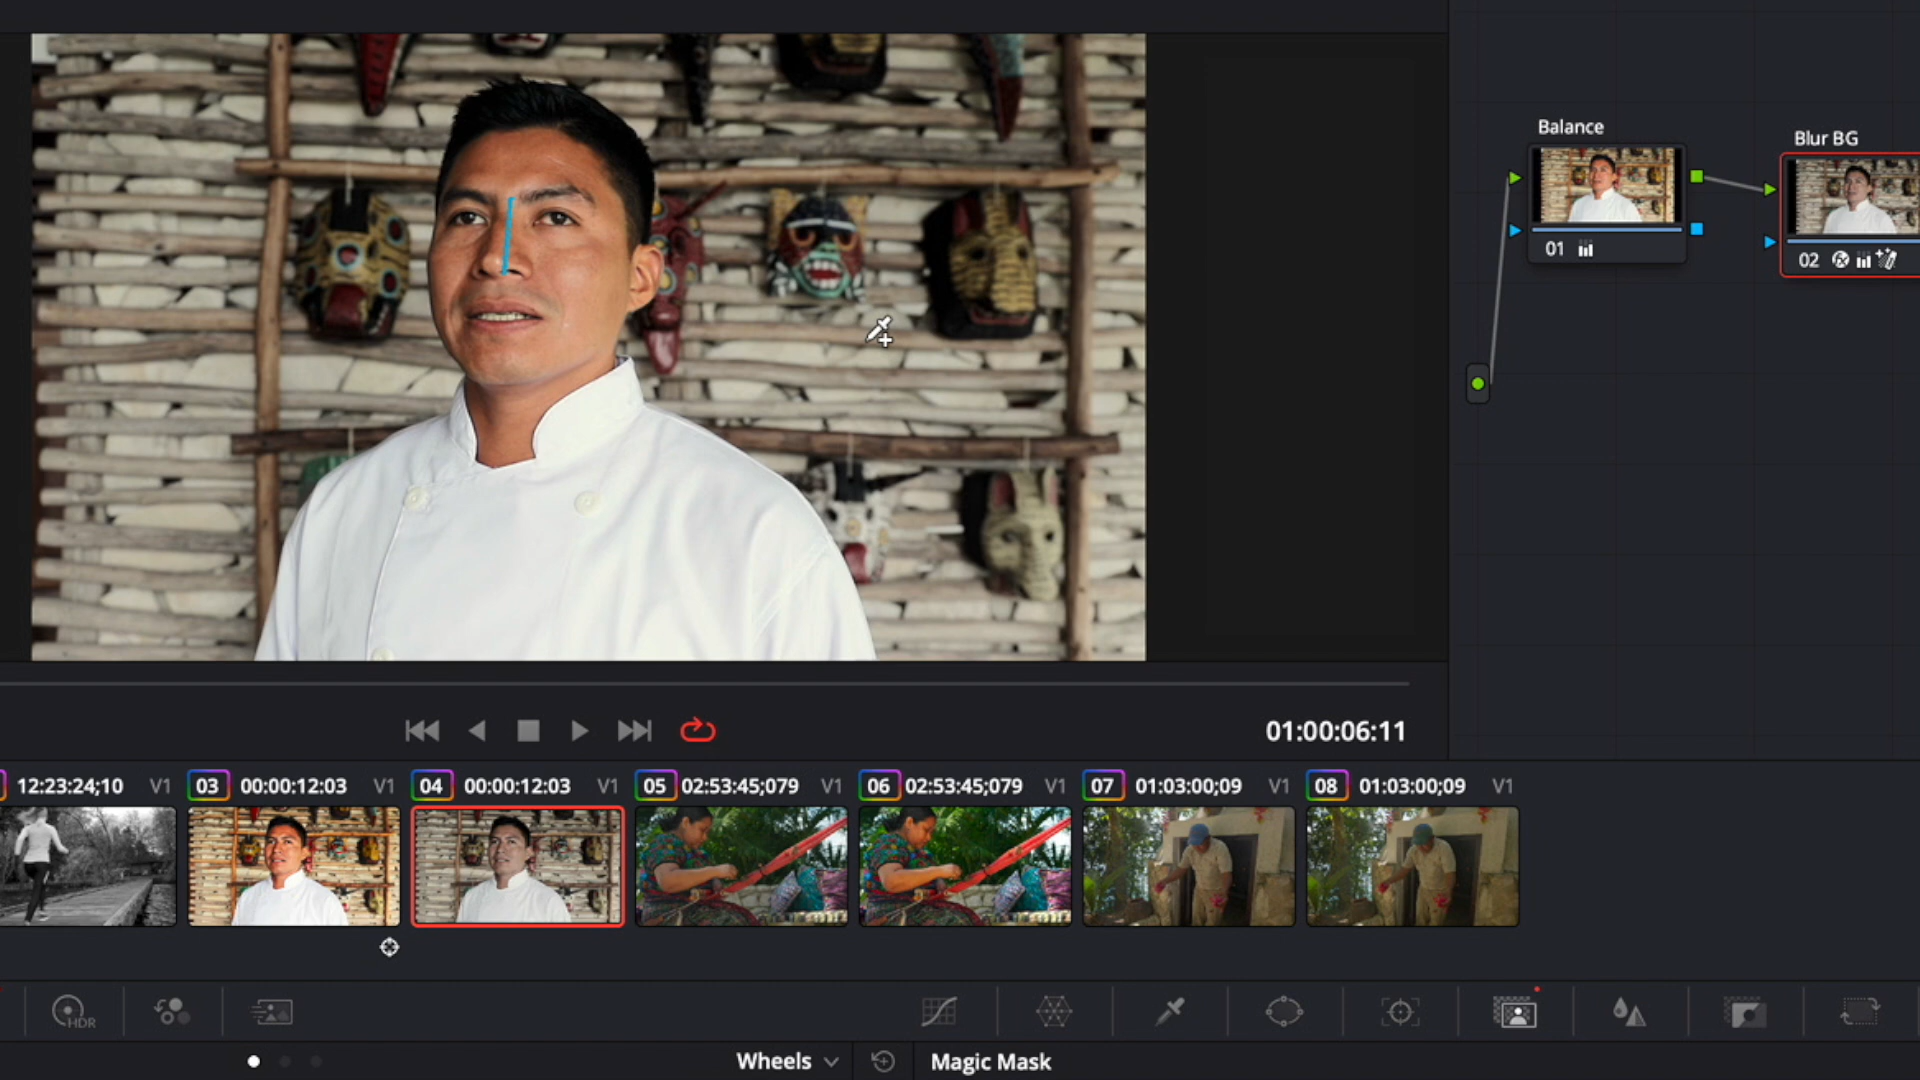 Balance
Blur BG
01
02
01:00:06:11
12:23:24;10 V1
03 00:00:12:03 V1
04 00:00:12:03 V1
05 02:53:45;079 V1
06 02:53:45;079 V1
07 01:03:00;09 V1
08 01:03:00;09 V1
HDR
Wheels
Magic Mask